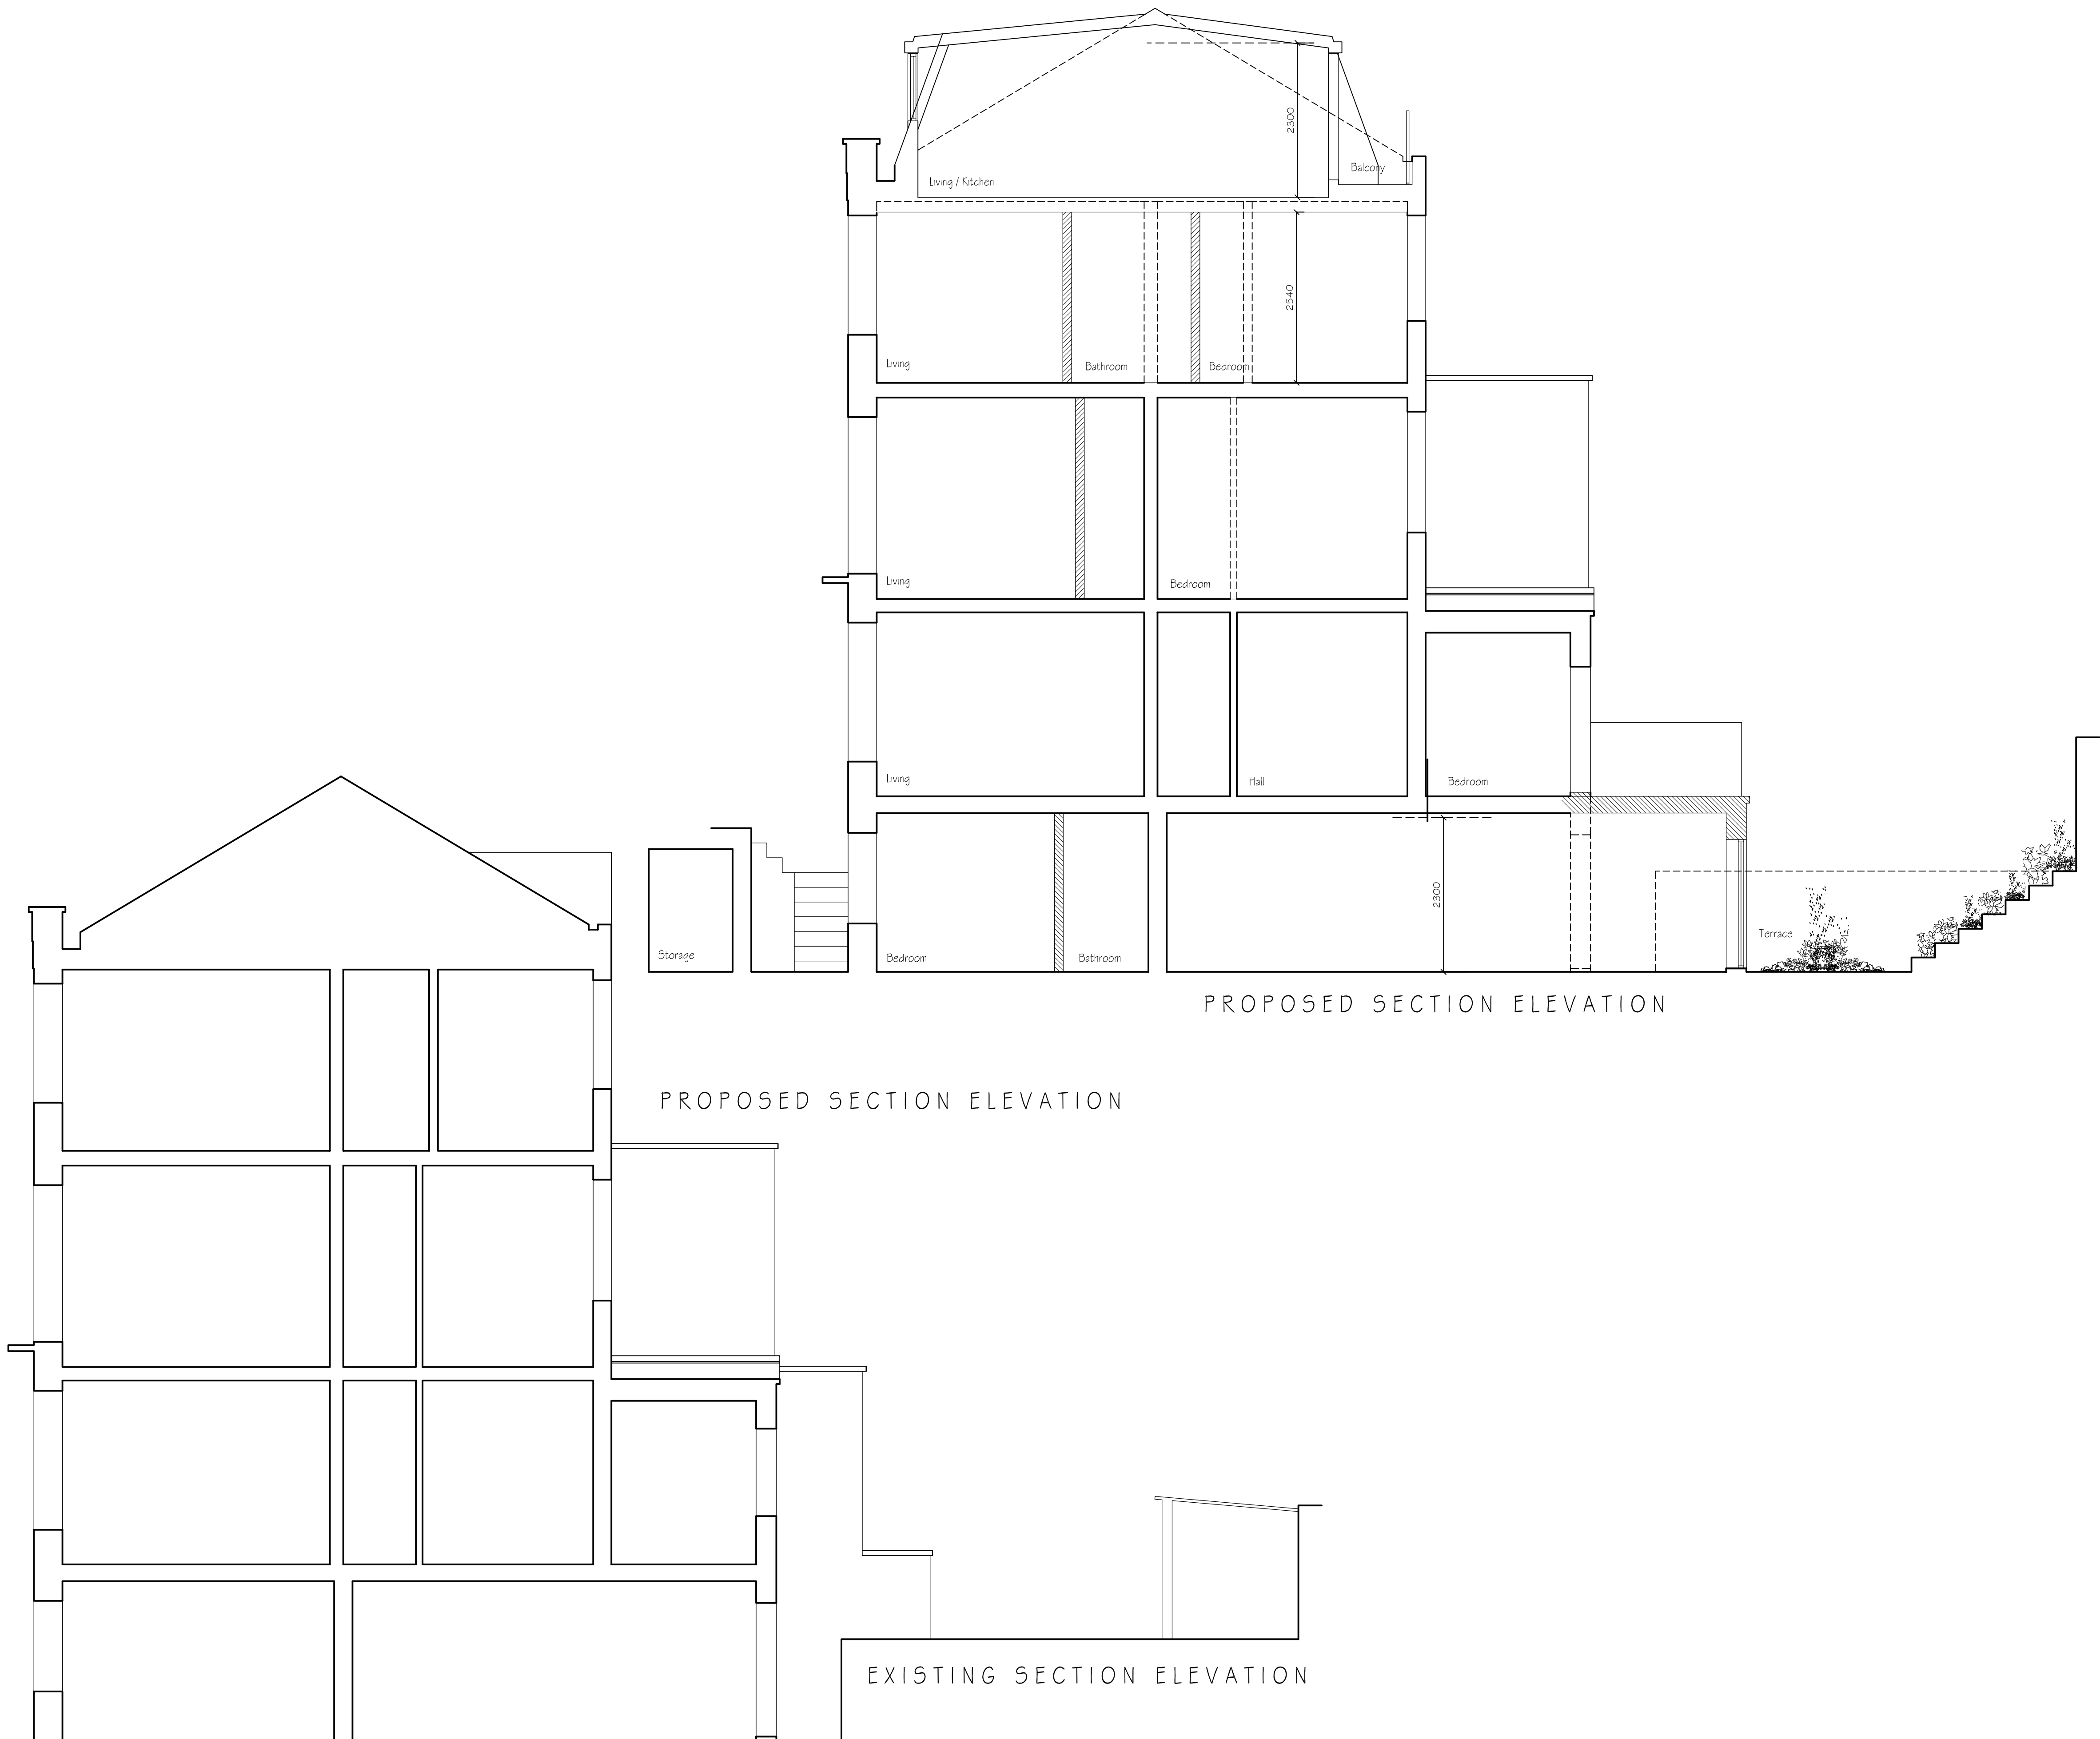 2300
Balcony
Living / Kitchen
2540
Living
Bathroom
Bedroom
Living
Bedroom
Living
Hall
Bedroom
2300
Terrace
Storage
Bedroom
Bathroom
PROPOSED SECTION ELEVATION
PROPOSED SECTION ELEVATION
EXISTING SECTION ELEVATION